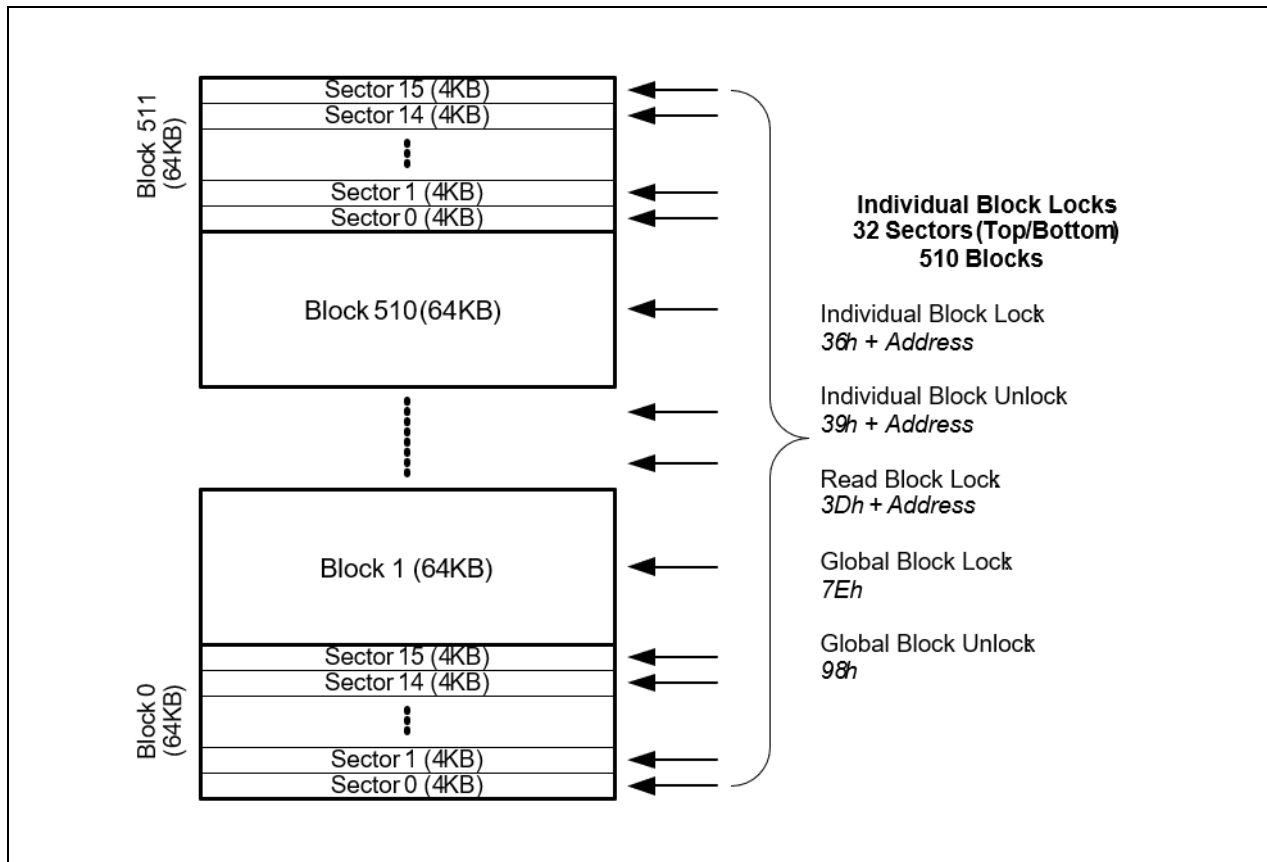 Block 511
(64KB)
Sector 15 (4KB)
Sector 14 (4KB)
Sector 1 (4KB)
Sector 0 (4KB)
Block 510 (64KB)
Block 1 (64KB)
Block 0
(64KB)
Sector 15 (4KB)
Sector 14 (4KB)
Sector 1 (4KB)
Sector 0 (4KB)
Individual Block Locks
32 Sectors (Top/Bottom)
510 Blocks
Individual Block Lock
36h + Address
Individual Block Unlock
39h + Address
Read Block Lock
3Dh + Address
Global Block Lock
7Eh
Global Block Unlock
98h